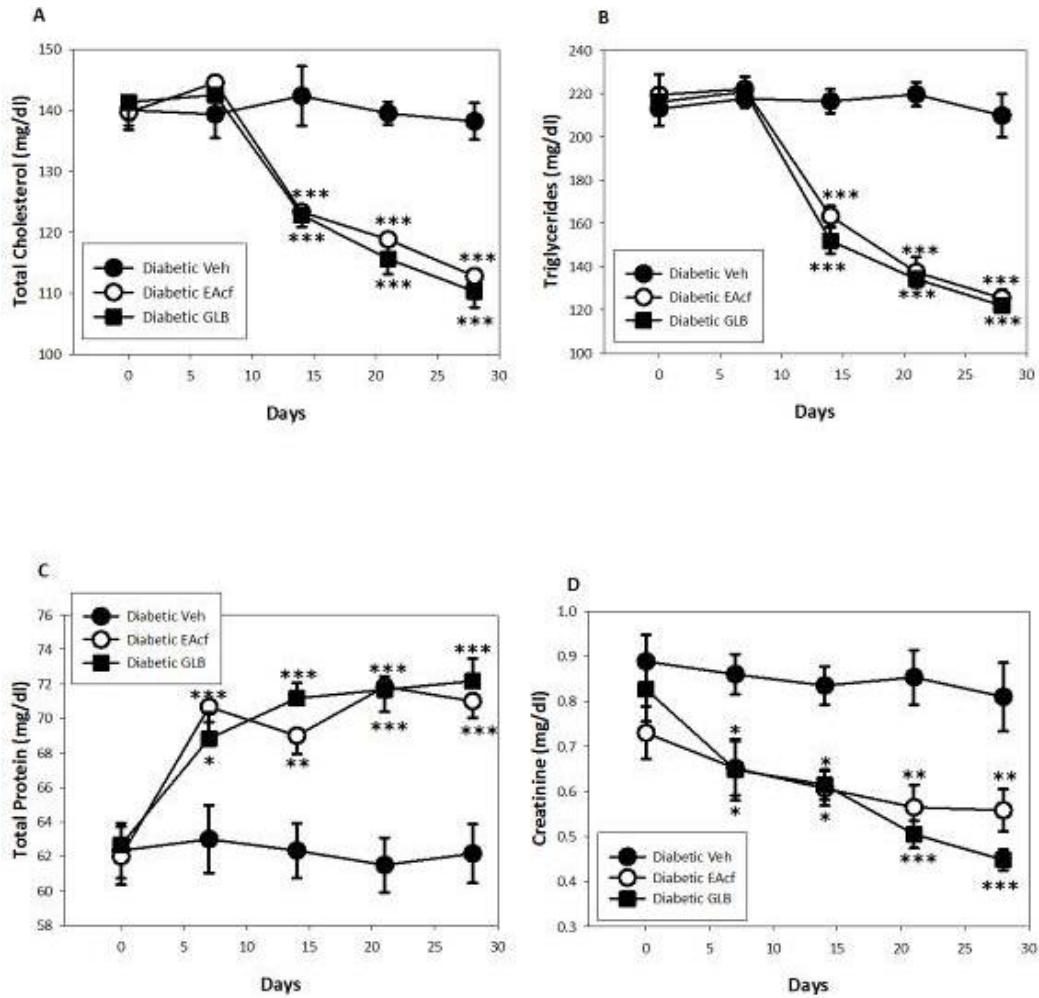 A
150
140
130
120
110
100
Total Cholesterol (mg/dl)
***
***
***
***
***
***
Diabetic Veh
Diabetic EAcf
Diabetic GLB
0 5 10 15 20 25 30
Days
B
240
220
200
180
160
140
120
100
Triglycerides (mg/dl)
***
***
***
***
***
***
Diabetic Veh
Diabetic EAcf
Diabetic GLB
0 5 10 15 20 25 30
Days
C
76
74
72
70
68
66
64
62
60
58
Total Protein (mg/dl)
Diabetic Veh
Diabetic EAcf
Diabetic GLB
***
***
***
***
*
**
***
***
0 5 10 15 20 25 30
Days
D
1.0
0.9
0.8
0.7
0.6
0.5
0.4
0.3
Creatinine (mg/dl)
*
*
**
**
*
*
***
***
Diabetic Veh
Diabetic EAcf
Diabetic GLB
0 5 10 15 20 25 30
Days